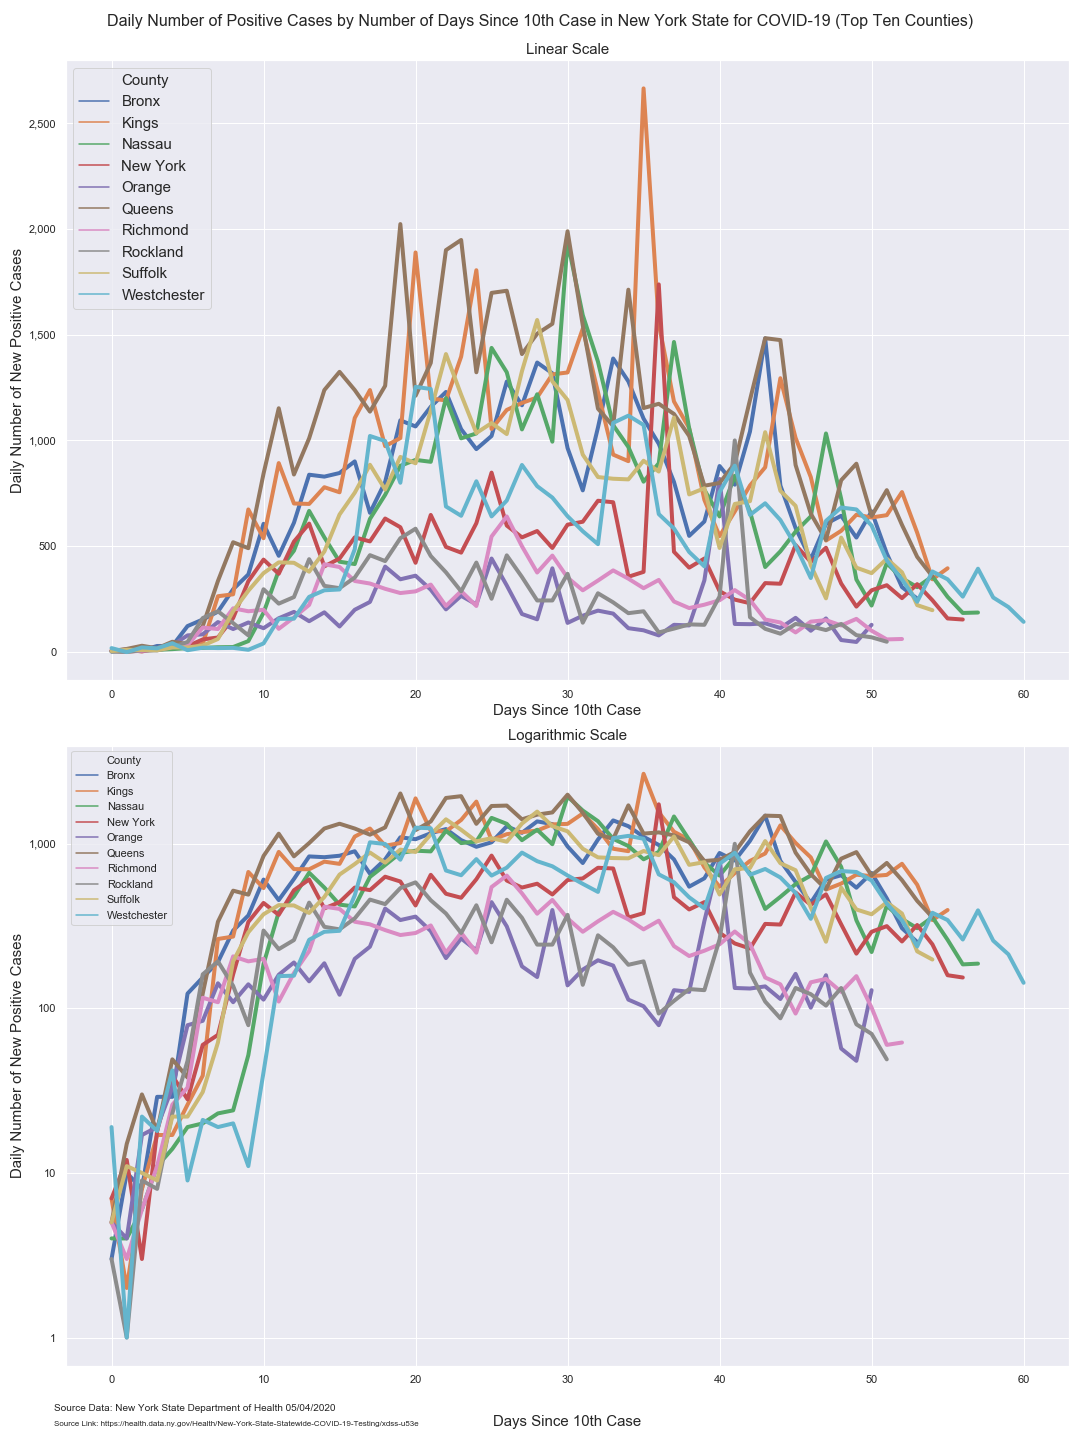 Daily Number of Positive Cases by Number of Days Since 10th Case in New York State for COVID-19 (Top Ten Counties)
Linear Scale
County
Bronx
Kings
Nassau
New York
Orange
Queens
Richmond
Rockland
Suffolk
Westchester
Daily Number of New Positive Cases
2,500
2,000
1,500
1,000
500
0
0 10 20 30 40 50 60
Days Since 10th Case
Logarithmic Scale
County
Bronx
Kings
Nassau
New York
Orange
Queens
Richmond
Rockland
Suffolk
Westchester
Daily Number of New Positive Cases
1,000
100
10
1
0 10 20 30 40 50 60
Days Since 10th Case
Source Data: New York State Department of Health 05/04/2020
Source Link: https://health.data.ny.gov/Health/New-York-State-Statewide-COVID-19-Testing/xdss-u53e